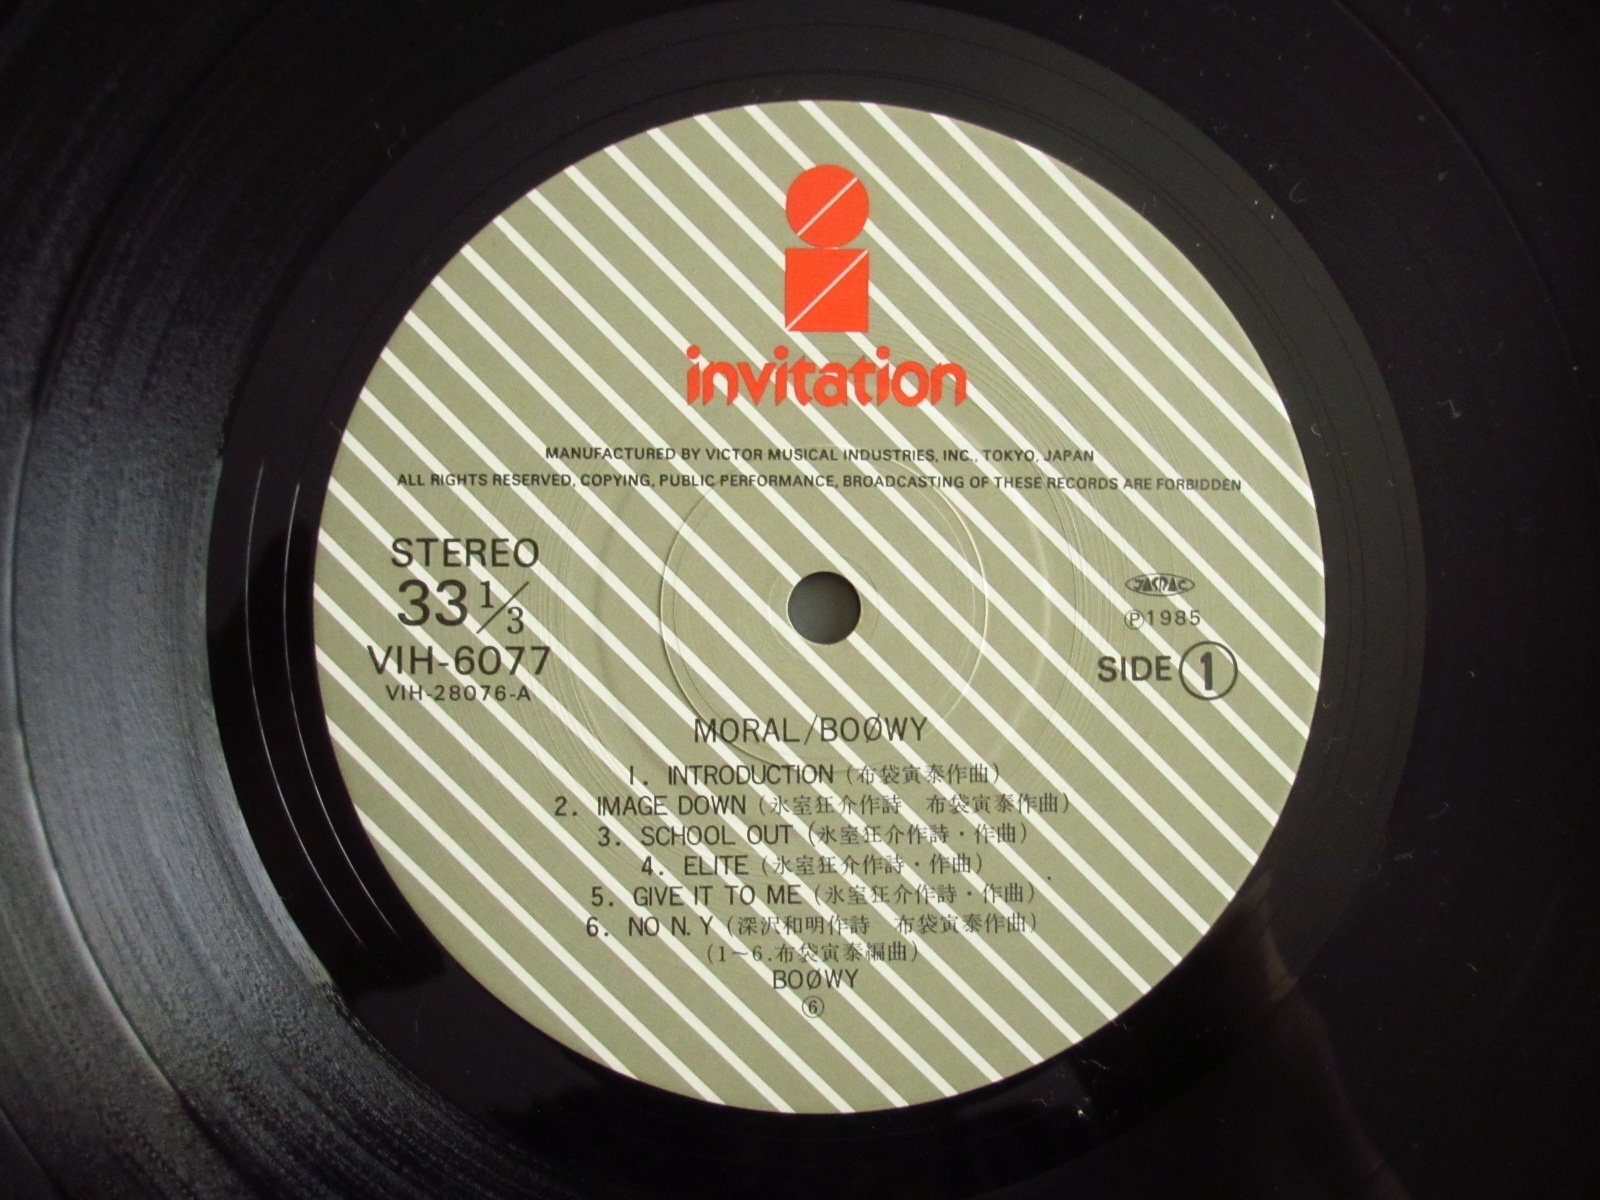 invitation
MANUFACTURED BY VICTOR MUSICAL INDUSTRIES, INC., TOKYO, JAPAN
ALL RIGHTS RESERVED, COPYING, PUBLIC PERFORMANCE, BROADCASTING OF THESE RECORDS ARE FORBIDDEN
STEREO
33 1/3
VIH-6077
VIH-28076-A
JASRAC
Ⓟ1985
SIDE 1
MORAL/BOØWY
1. INTRODUCTION (布袋寅泰作曲)
2. IMAGE DOWN (氷室狂介作詩 布袋寅泰作曲)
3. SCHOOL OUT (氷室狂介作詩・作曲)
4. ELITE (氷室狂介作詩・作曲)
5. GIVE IT TO ME (氷室狂介作詩・作曲)
6. NO N.Y (深沢和明作詩 布袋寅泰作曲)
(1〜6.布袋寅泰編曲)
BOØWY
⑥